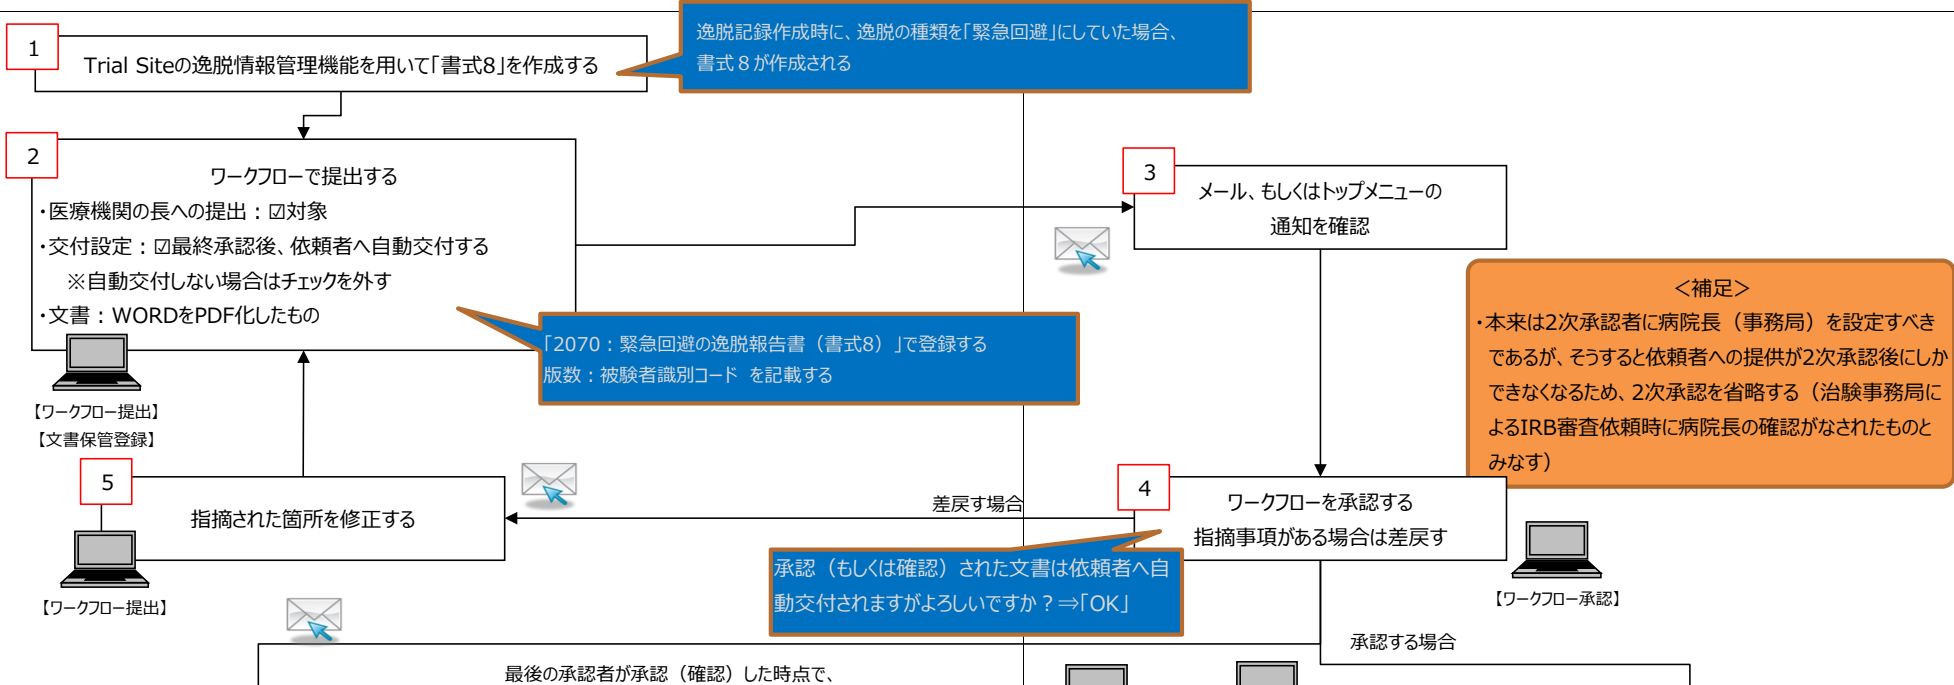 1
Trial Siteの逸脱情報管理機能を用いて「書式8」を作成する
逸脱記録作成時に、逸脱の種類を「緊急回避」にしていた場合、
書式８が作成される
2
ワークフローで提出する
・医療機関の長への提出：☑対象
・交付設定：☑最終承認後、依頼者へ自動交付する
※自動交付しない場合はチェックを外す
・文書：WORDをPDF化したもの
「2070：緊急回避の逸脱報告書（書式8）」で登録する
版数：被験者識別コード を記載する
【ワークフロー提出】
【文書保管登録】
3
メール、もしくはトップメニューの
通知を確認
＜補足＞
・本来は2次承認者に病院長（事務局）を設定すべき
であるが、そうすると依頼者への提供が2次承認後にしか
できなくなるため、2次承認を省略する（治験事務局に
よるIRB審査依頼時に病院長の確認がなされたものと
みなす）
4
ワークフローを承認する
指摘事項がある場合は差戻す
差戻す場合
承認（もしくは確認）された文書は依頼者へ自
動交付されますがよろしいですか？⇒「OK」
【ワークフロー承認】
5
指摘された箇所を修正する
【ワークフロー提出】
承認する場合
最後の承認者が承認（確認）した時点で、